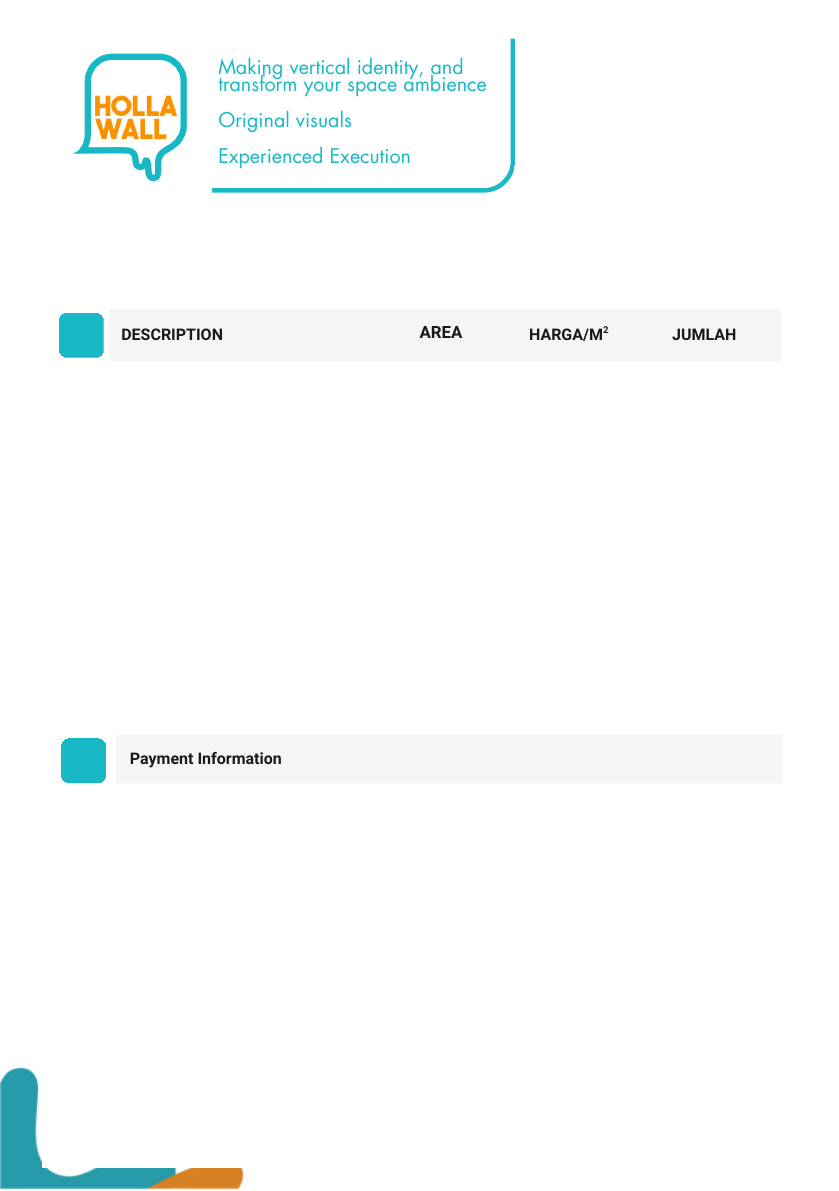 HOLLA
WALL
Making vertical identity, and
transform your space ambience
Original visuals
Experienced Execution
DESCRIPTION AREA HARGA/M² JUMLAH
Payment Information